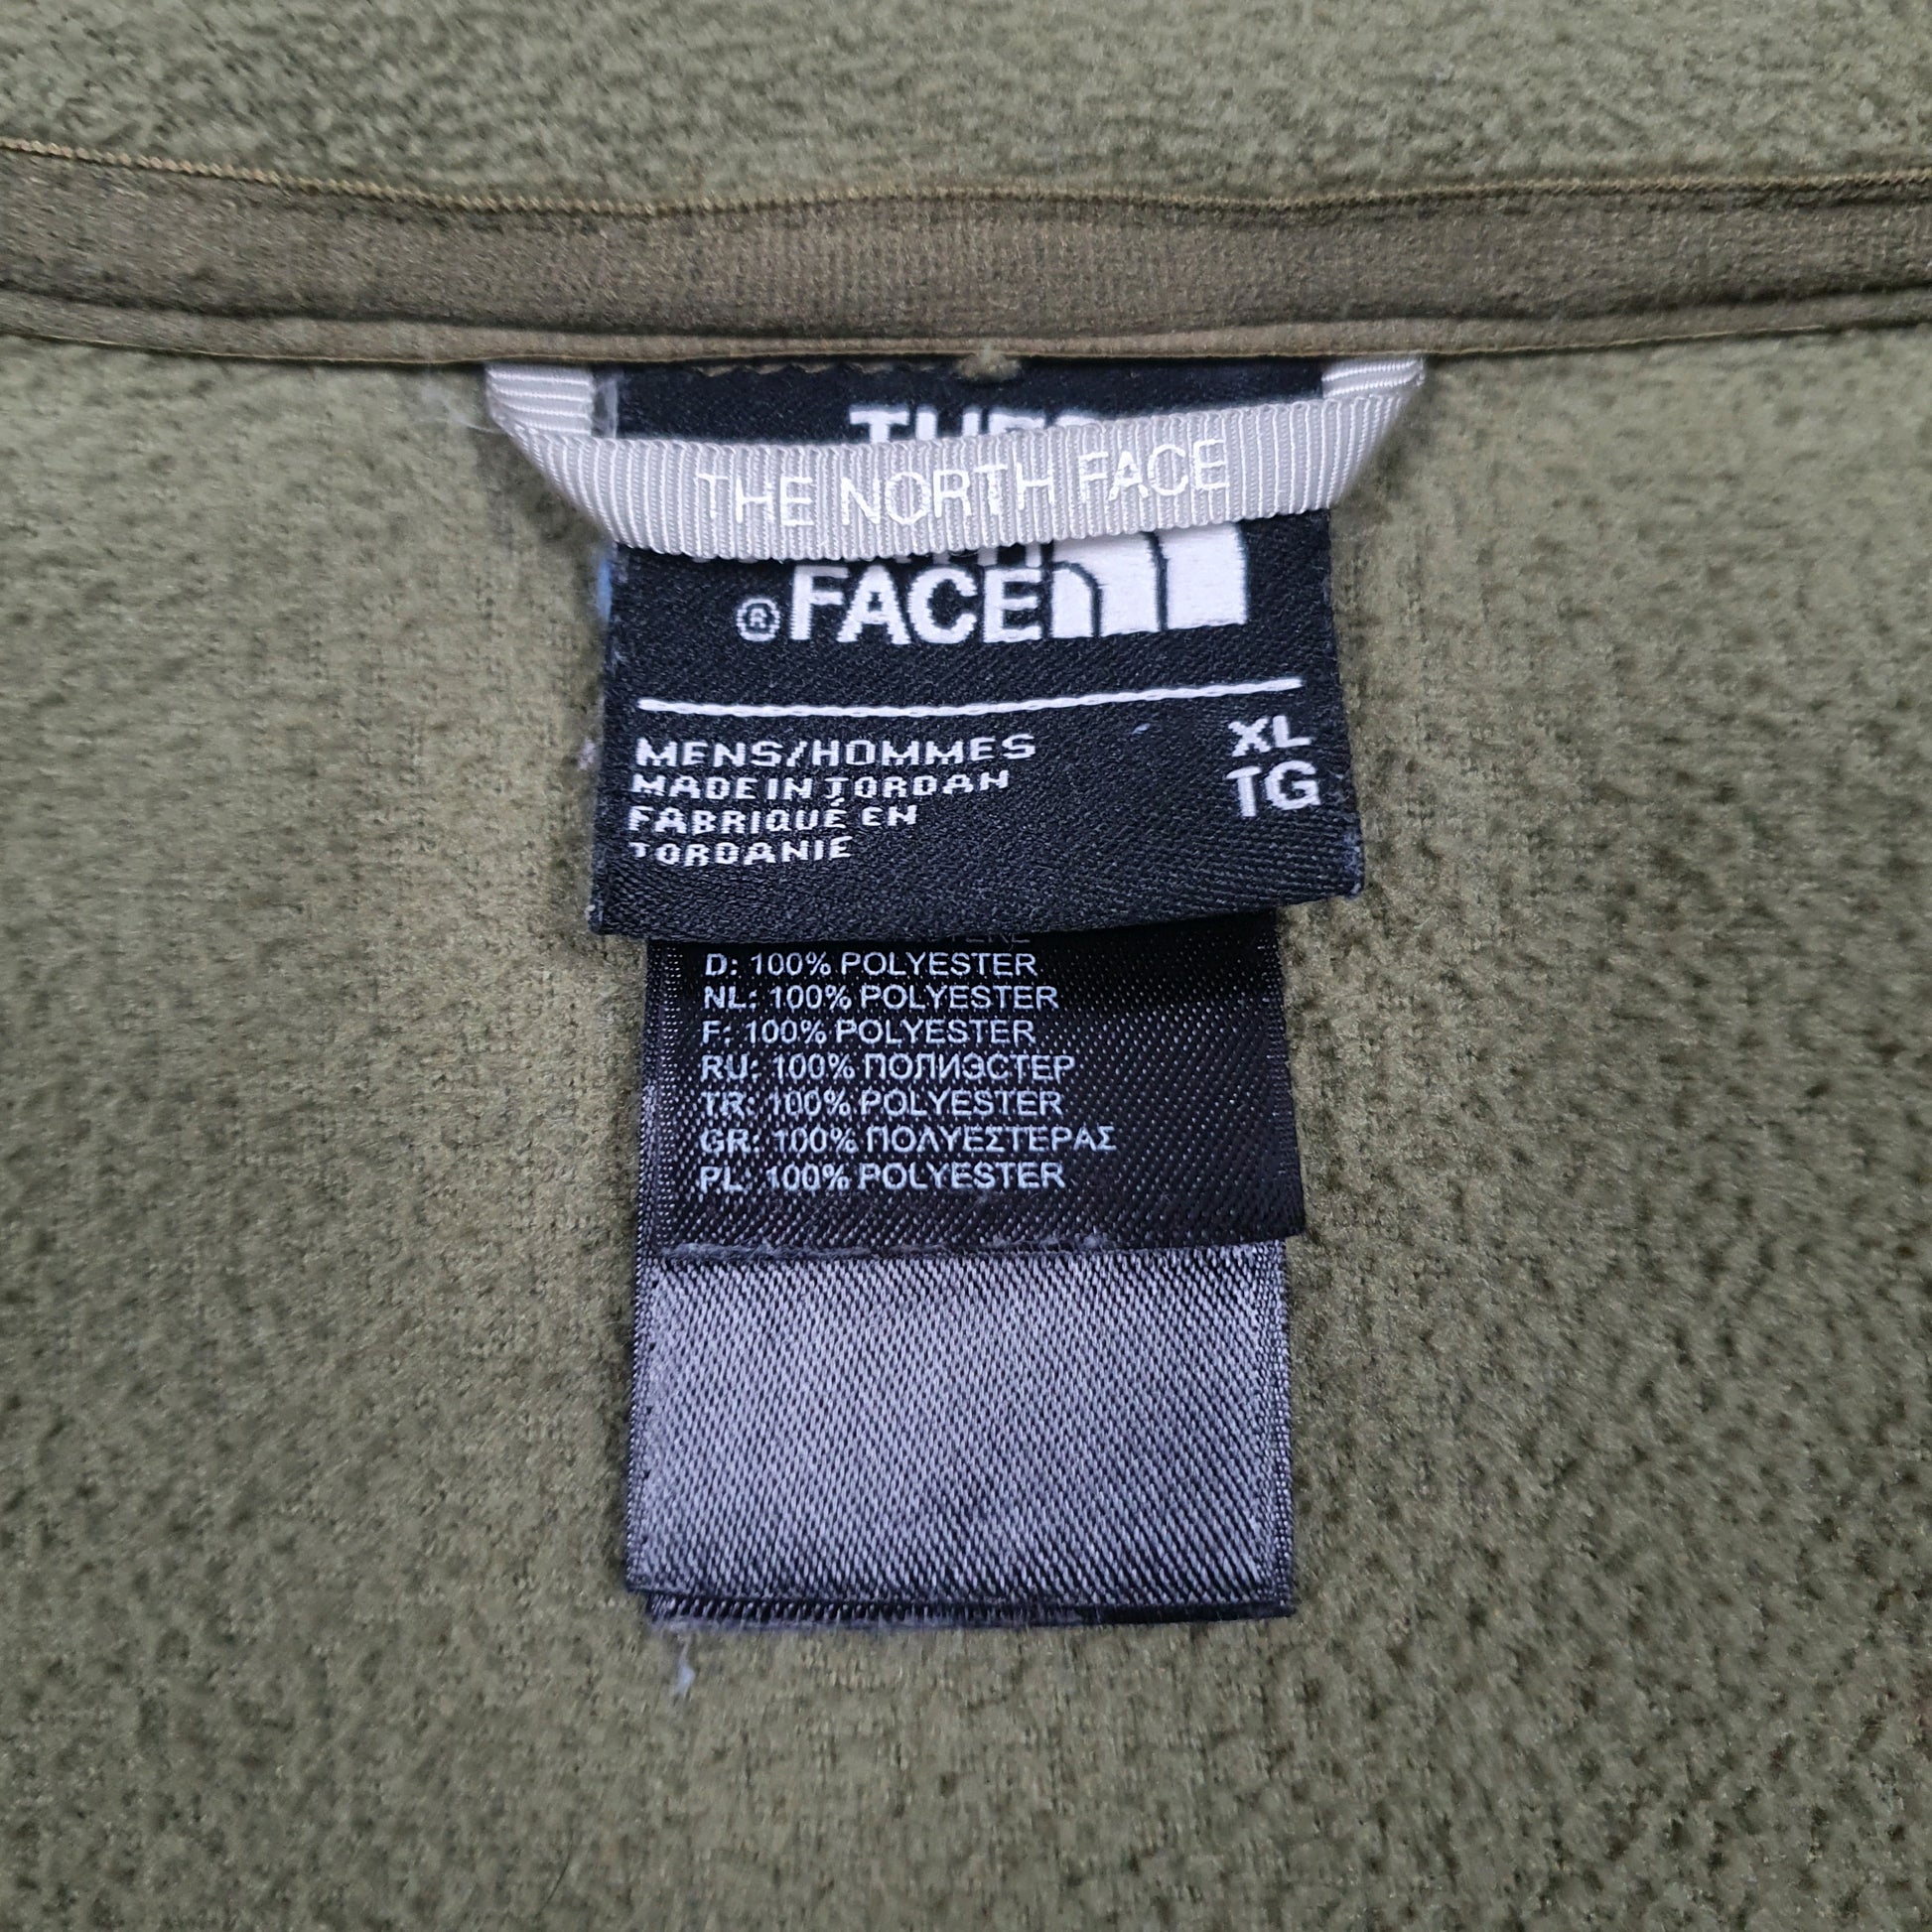 THE
THE NORTH FACE
FACE
®
MENS/HOMMES
XL
MADE IN JORDAN
TG
FABRIQUÉ EN
JORDANIE
D: 100% POLYESTER
NL: 100% POLYESTER
F: 100% POLYESTER
RU: 100% ПОЛИЭСТЕР
TR: 100% POLYESTER
GR: 100% ΠΟΛΥΕΣΤΕΡΑΣ
PL: 100% POLYESTER